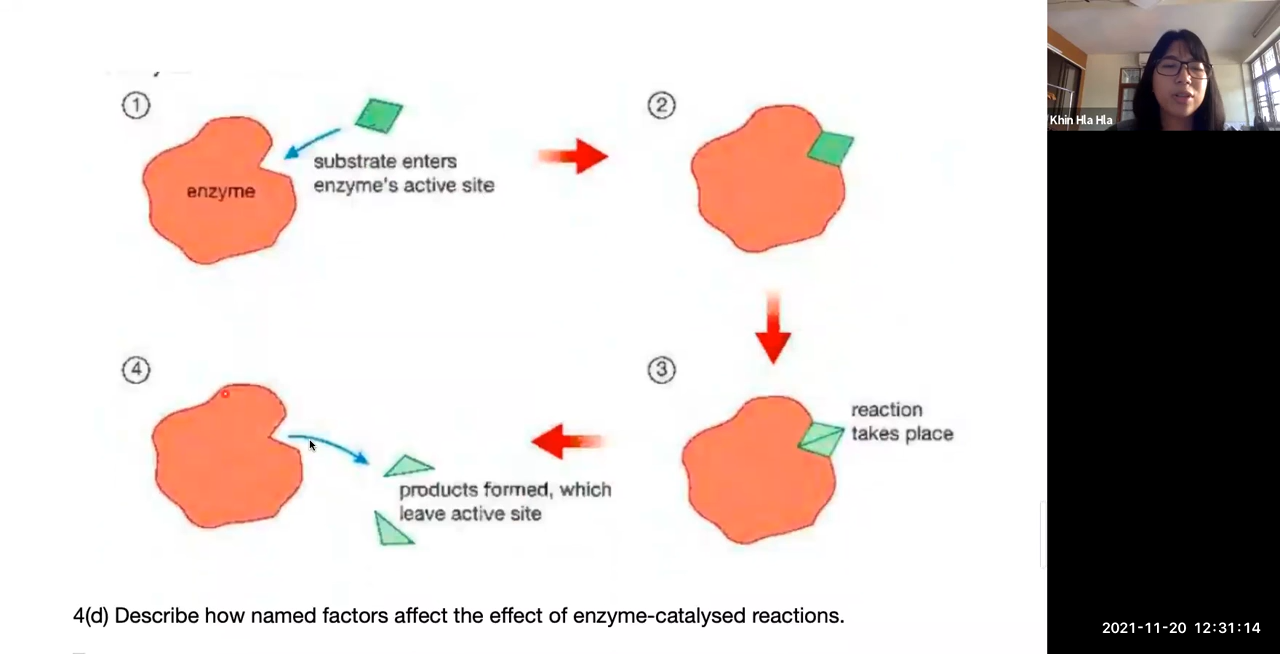 ①
substrate enters
enzyme's active site
enzyme
②
Khin Hla Hla
④
③
reaction
takes place
products formed, which
leave active site
4(d) Describe how named factors affect the effect of enzyme-catalysed reactions.
2021-11-20 12:31:14